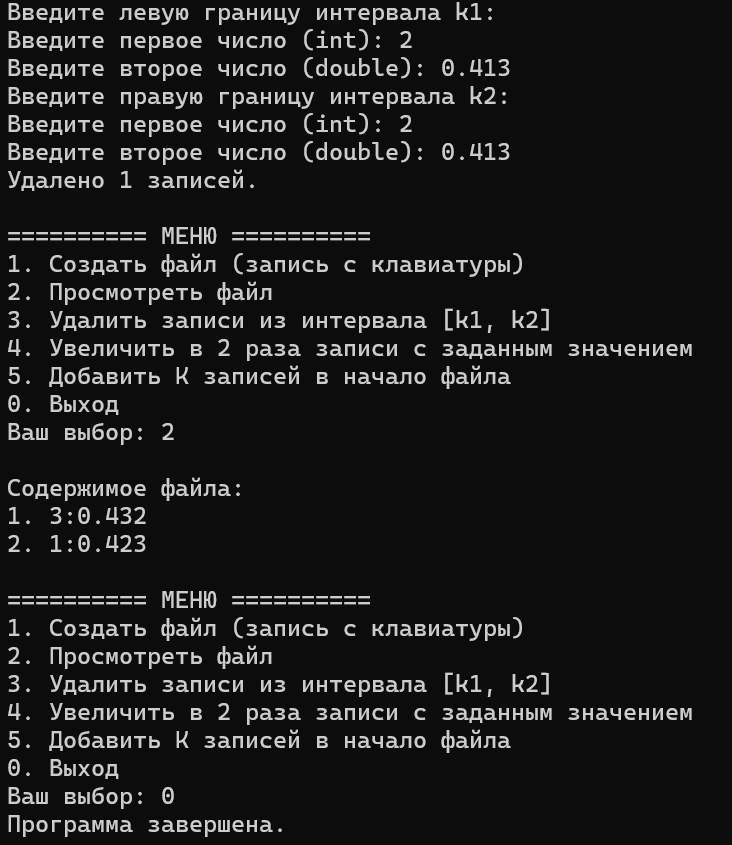 Введите левую границу интервала k1:
Введите первое число (int): 2
Введите второе число (double): 0.413
Введите правую границу интервала k2:
Введите первое число (int): 2
Введите второе число (double): 0.413
Удалено 1 записей.
========== МЕНЮ ==========
1. Создать файл (запись с клавиатуры)
2. Просмотреть файл
3. Удалить записи из интервала [k1, k2]
4. Увеличить в 2 раза записи с заданным значением
5. Добавить К записей в начало файла
0. Выход
Ваш выбор: 2
Содержимое файла:
1. 3:0.432
2. 1:0.423
========== МЕНЮ ==========
1. Создать файл (запись с клавиатуры)
2. Просмотреть файл
3. Удалить записи из интервала [k1, k2]
4. Увеличить в 2 раза записи с заданным значением
5. Добавить К записей в начало файла
0. Выход
Ваш выбор: 0
Программа завершена.